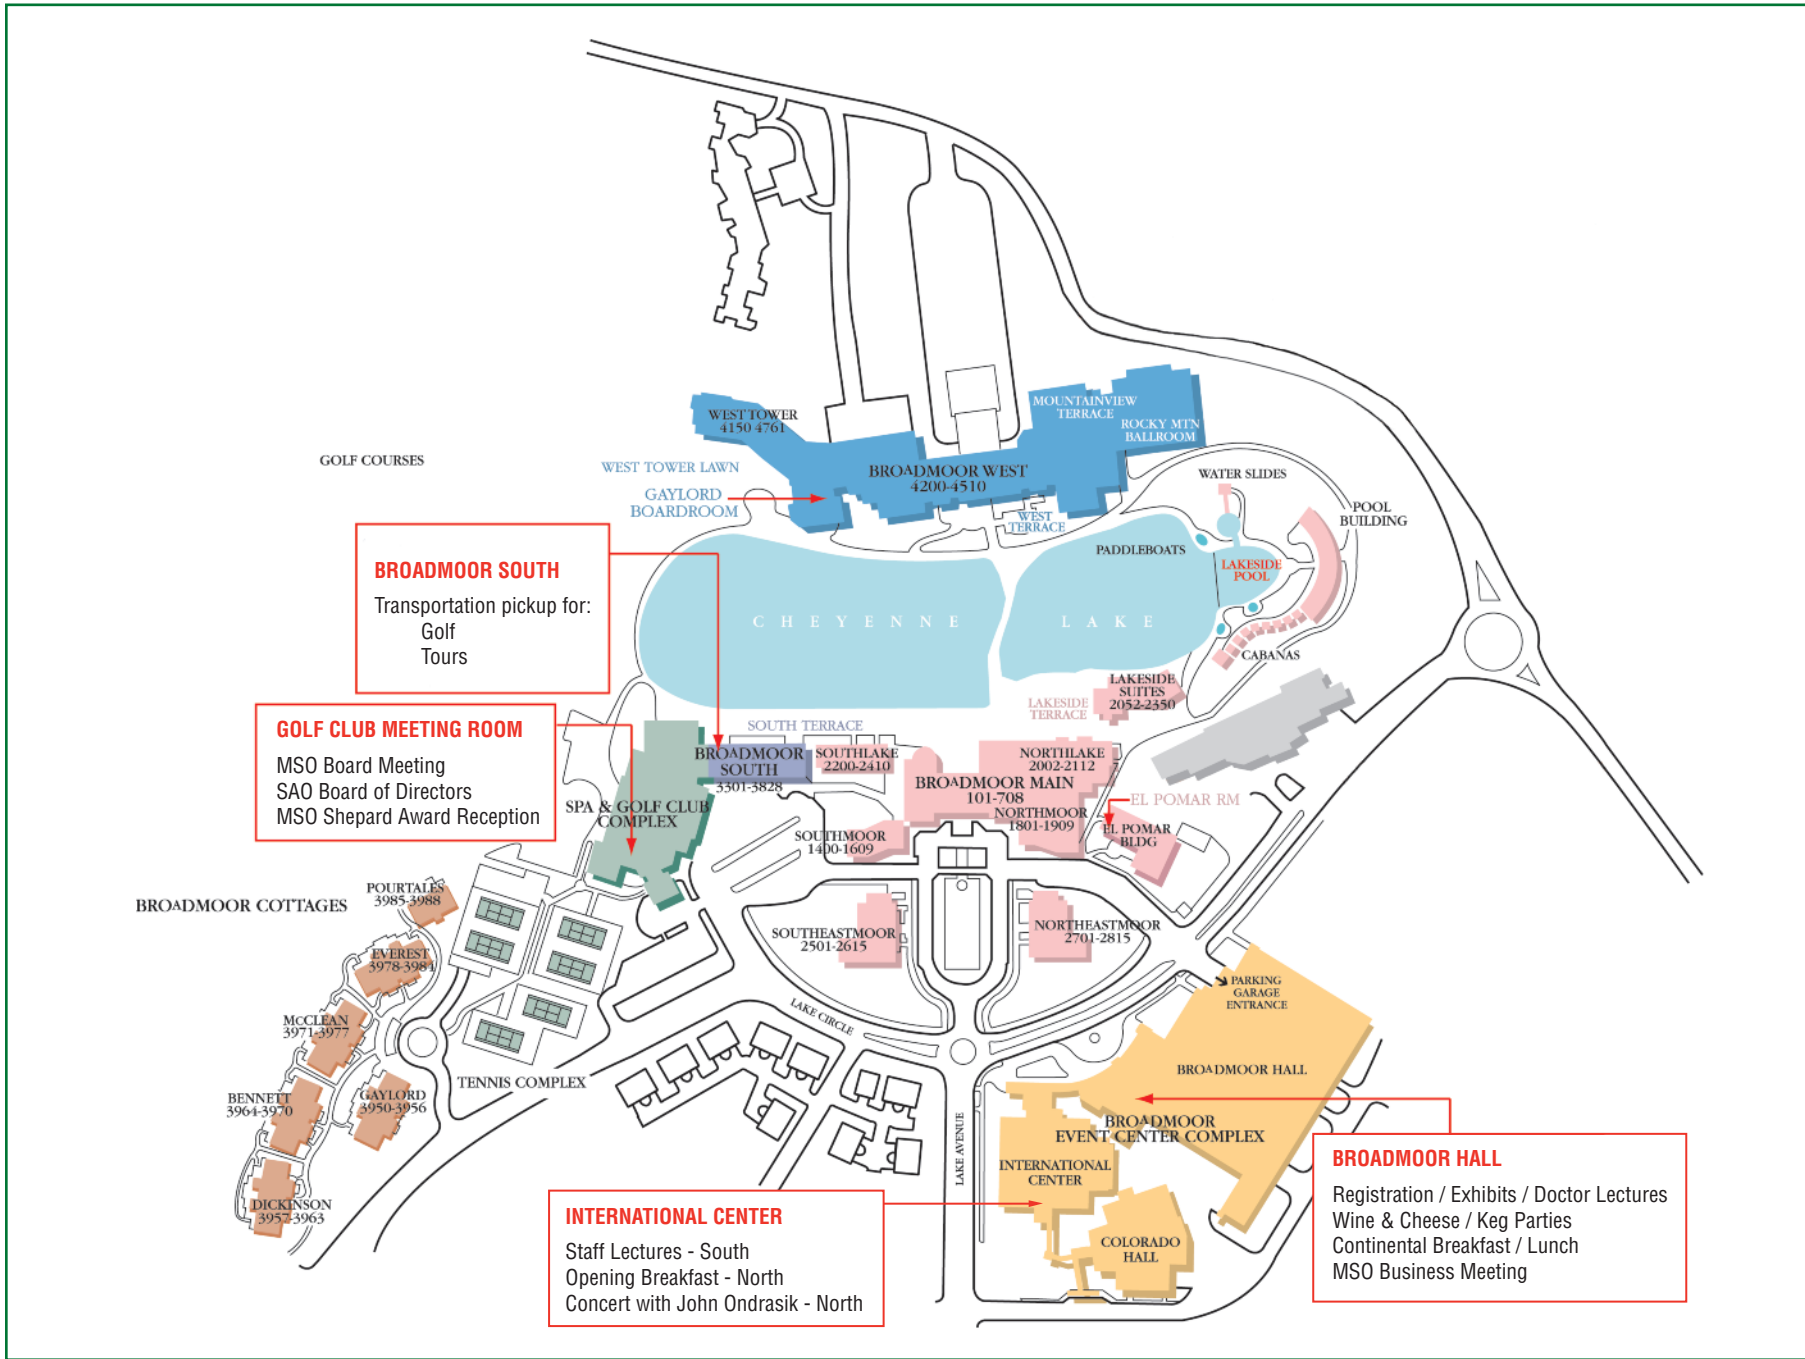 WEST TOWER
4150-4761
MOUNTAINVIEW
TERRACE
ROCKY MTN
BALLROOM
GOLF COURSES
WEST TOWER LAWN
BROADMOOR WEST
4200-4510
WATER SLIDES
GAYLORD
BOARDROOM
WEST
TERRACE
POOL
BUILDING
PADDLEBOATS
LAKESIDE
POOL
BROADMOOR SOUTH
Transportation pickup for:
Golf
Tours
CHEYENNE LAKE
CABANAS
LAKESIDE
SUITES
2052-2350
LAKESIDE
TERRACE
GOLF CLUB MEETING ROOM
MSO Board Meeting
SAO Board of Directors
MSO Shepard Award Reception
SOUTH TERRACE
BROADMOOR
SOUTH
3301-3828
SOUTHLAKE
2200-2410
NORTHLAKE
2002-2112
BROADMOOR MAIN
101-708
EL POMAR RM
SPA & GOLF CLUB
COMPLEX
NORTHMOOR
1801-1909
SOUTHMOOR
1400-1609
EL POMAR
BLDG
POURTALES
3985-3988
BROADMOOR COTTAGES
SOUTHEASTMOOR
2501-2615
NORTHEASTMOOR
2701-2815
EVEREST
3978-3984
PARKING
GARAGE
ENTRANCE
LAKE CIRCLE
McCLEAN
3971-3977
TENNIS COMPLEX
BROADMOOR HALL
BENNETT
3964-3970
GAYLORD
3950-3956
LAKE AVENUE
BROADMOOR
EVENT CENTER COMPLEX
INTERNATIONAL
CENTER
DICKINSON
3957-3963
COLORADO
HALL
INTERNATIONAL CENTER
Staff Lectures - South
Opening Breakfast - North
Concert with John Ondrasik - North
BROADMOOR HALL
Registration / Exhibits / Doctor Lectures
Wine & Cheese / Keg Parties
Continental Breakfast / Lunch
MSO Business Meeting